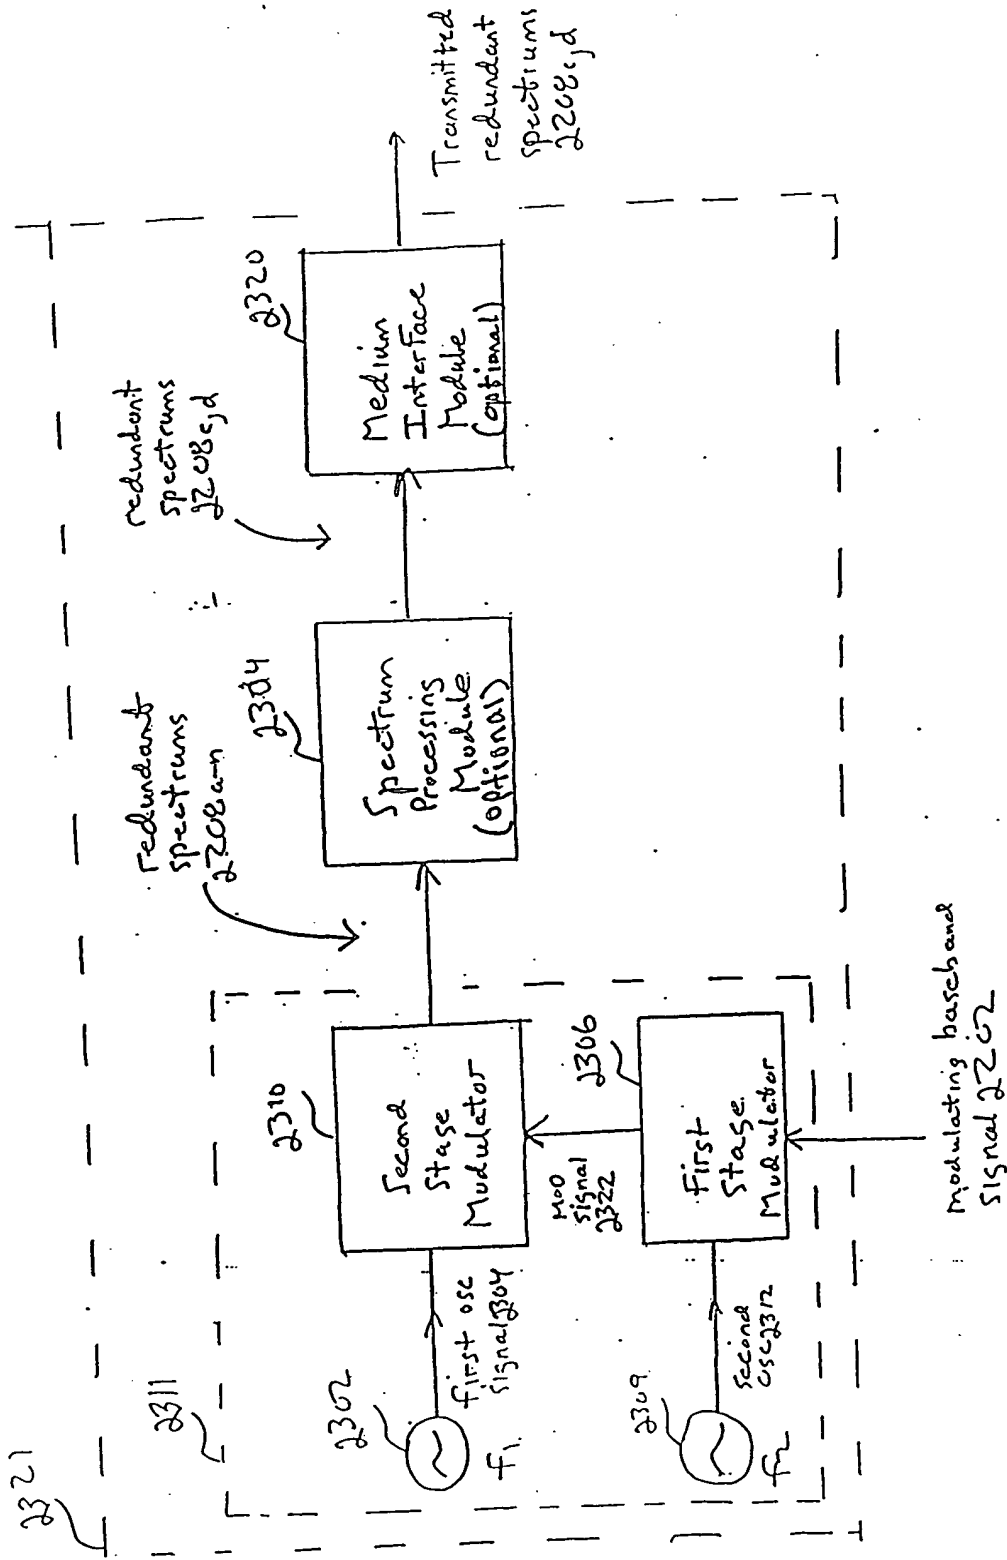 2321
2311
2302
f1
First osc
signal 2304
2310
Second
Stage
Modulator
redundant
spectrums
2208a-n
2304
Spectrum
Processing
Module
(optional)
redundant
spectrums
2208c,d
2320
Medium
Interface
Module
(optional)
Transmitted
redundant
spectrums
2208c,d
MOD
signal
2322
2309
f2
second
osc 2312
2306
First
Stage
Modulator
modulating baseband
signal 2202